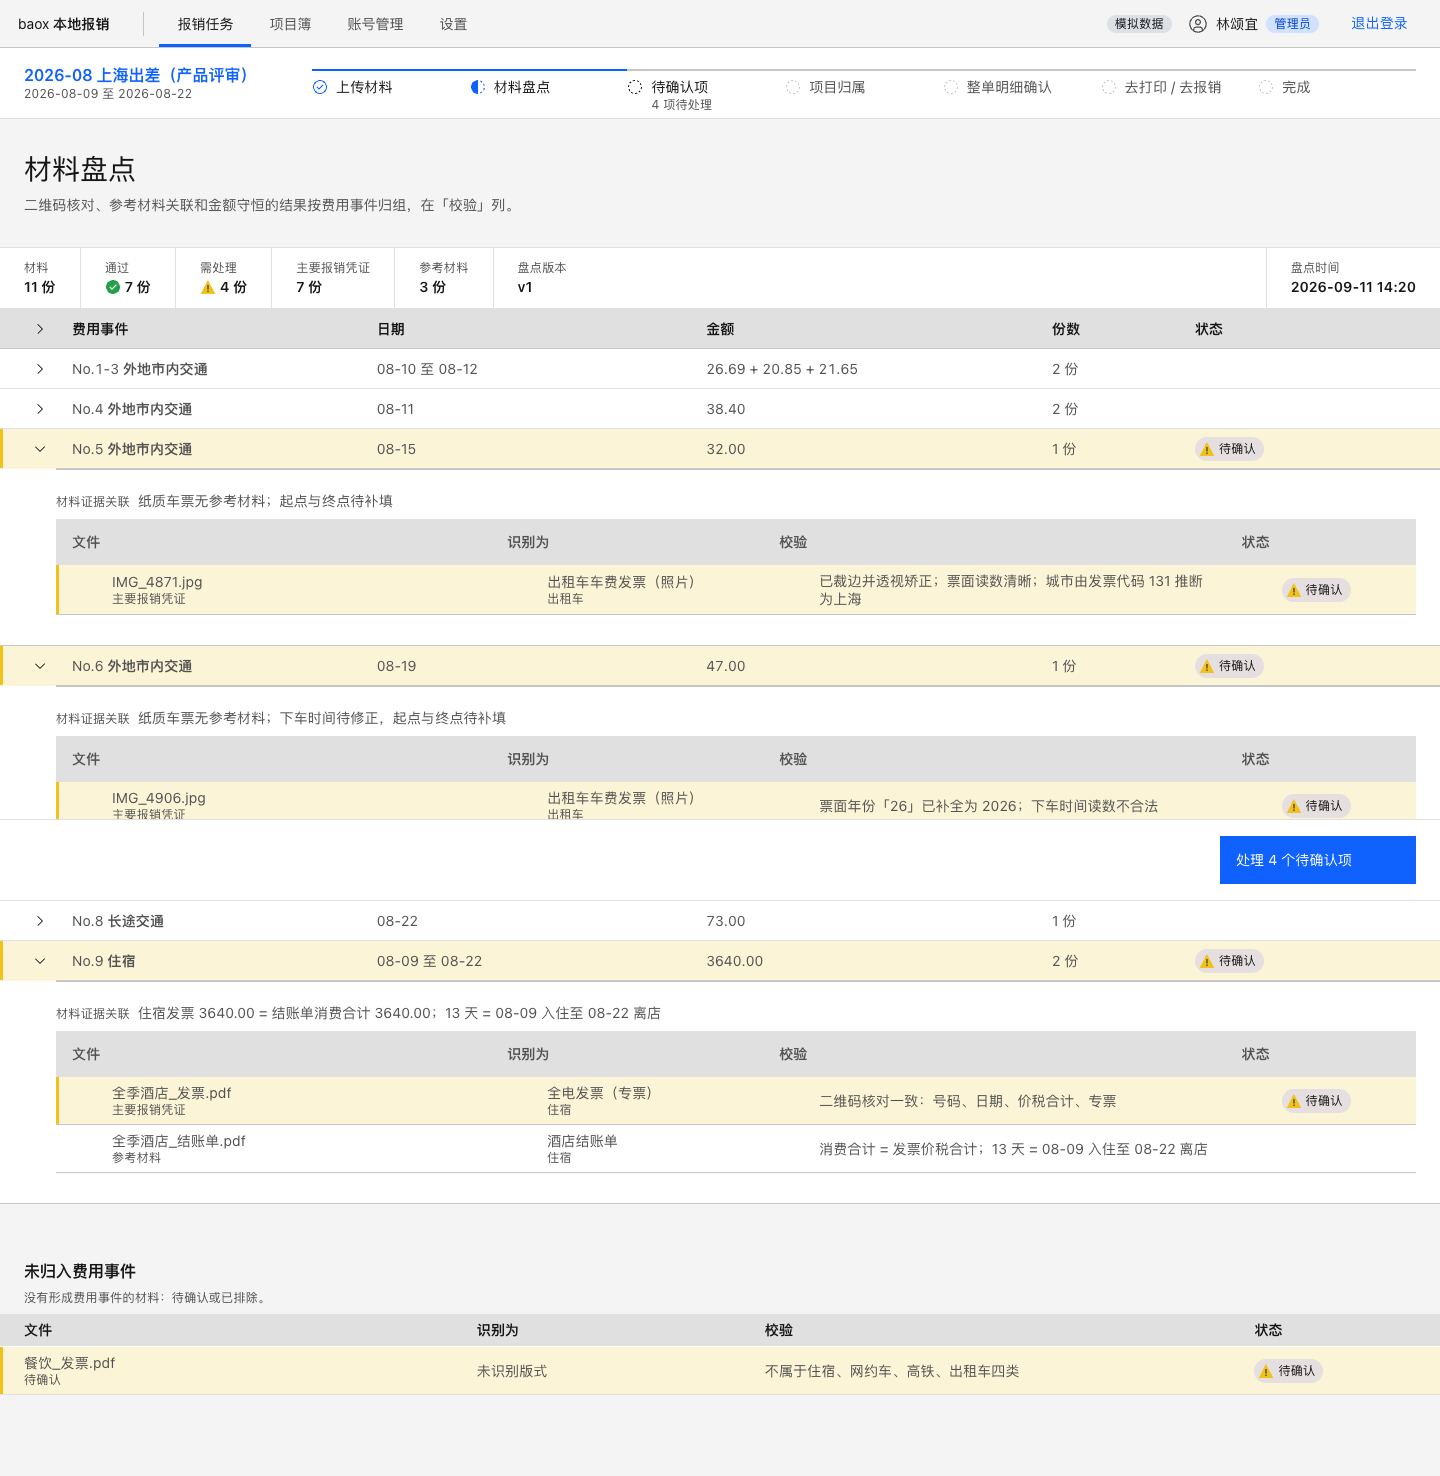 baox 本地报销
报销任务
项目簿
账号管理
设置
模拟数据
林颂宜
管理员
退出登录
2026-08 上海出差（产品评审）
2026-08-09 至 2026-08-22
上传材料
材料盘点
待确认项
4 项待处理
项目归属
整单明细确认
去打印 / 去报销
完成
材料盘点
二维码核对、参考材料关联和金额守恒的结果按费用事件归组，在「校验」列。
材料
11 份
通过
7 份
需处理
4 份
主要报销凭证
7 份
参考材料
3 份
盘点版本
v1
盘点时间
2026-09-11 14:20
费用事件 日期 金额 份数 状态
No.1-3 外地市内交通 08-10 至 08-12 26.69 + 20.85 + 21.65 2 份
No.4 外地市内交通 08-11 38.40 2 份
No.5 外地市内交通 08-15 32.00 1 份 待确认
材料证据关联 纸质车票无参考材料；起点与终点待补填
文件 识别为 校验 状态
IMG_4871.jpg
主要报销凭证
出租车车费发票（照片）
出租车
已裁边并透视矫正；票面读数清晰；城市由发票代码 131 推断
为上海
待确认
No.6 外地市内交通 08-19 47.00 1 份 待确认
材料证据关联 纸质车票无参考材料；下车时间待修正，起点与终点待补填
文件 识别为 校验 状态
IMG_4906.jpg
主要报销凭证
出租车车费发票（照片）
出租车
票面年份「26」已补全为 2026；下车时间读数不合法
待确认
处理 4 个待确认项
No.8 长途交通 08-22 73.00 1 份
No.9 住宿 08-09 至 08-22 3640.00 2 份 待确认
材料证据关联 住宿发票 3640.00 = 结账单消费合计 3640.00；13 天 = 08-09 入住至 08-22 离店
文件 识别为 校验 状态
全季酒店_发票.pdf
主要报销凭证
全电发票（专票）
住宿
二维码核对一致：号码、日期、价税合计、专票
待确认
全季酒店_结账单.pdf
参考材料
酒店结账单
住宿
消费合计 = 发票价税合计；13 天 = 08-09 入住至 08-22 离店
未归入费用事件
没有形成费用事件的材料：待确认或已排除。
文件 识别为 校验 状态
餐饮_发票.pdf
待确认
未识别版式
不属于住宿、网约车、高铁、出租车四类
待确认